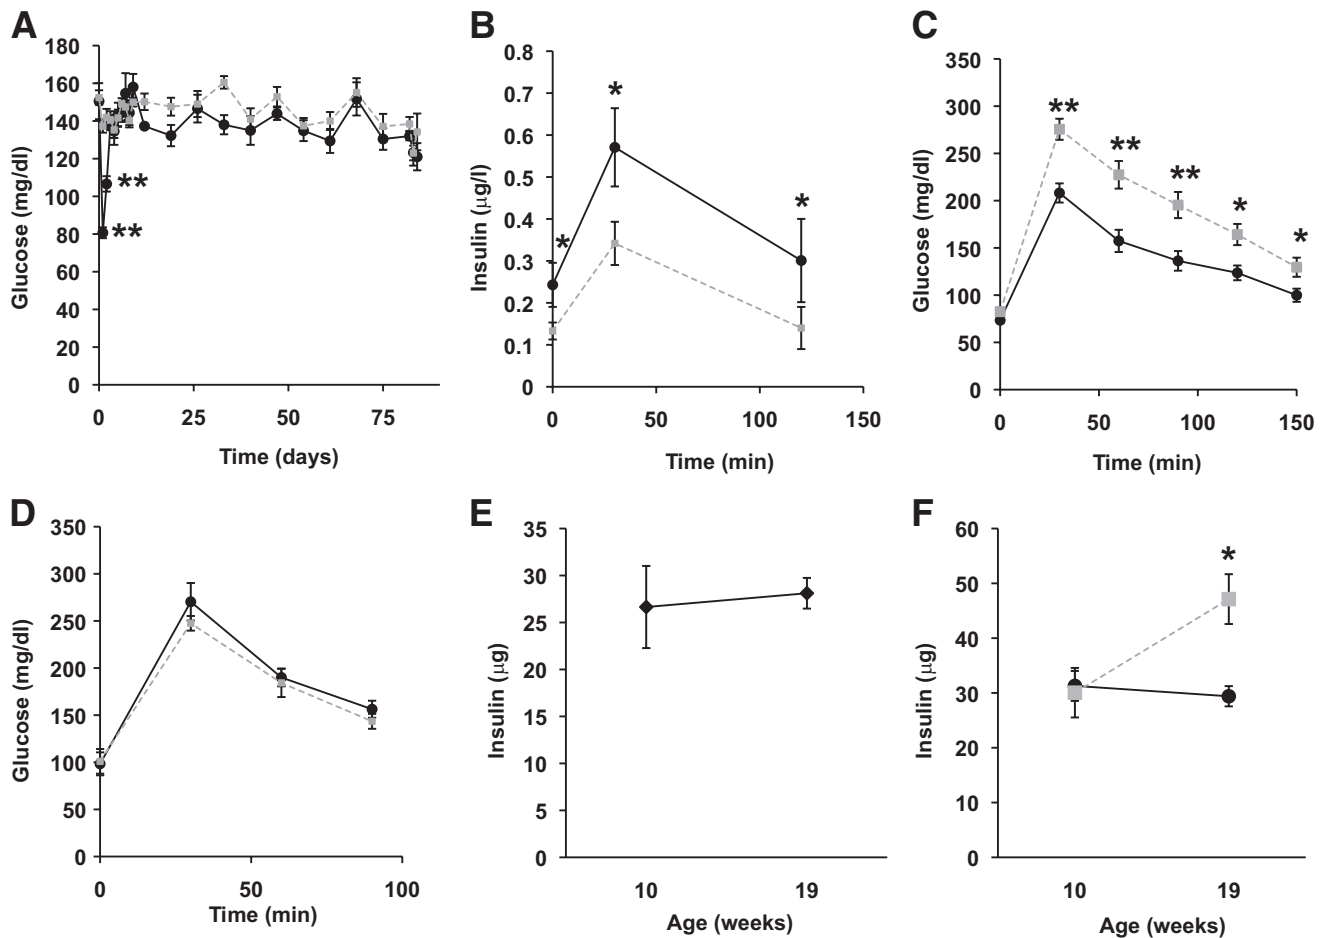 A
180
160
140
120
100
80
60
40
20
0
Glucose (mg/dl)
**
**
0 25 50 75
Time (days)
B
0.8
0.7
0.6
0.5
0.4
0.3
0.2
0.1
0
Insulin (μg/l)
* * *
0 50 100 150
Time (min)
C
350
300
250
200
150
100
50
0
Glucose (mg/dl)
** ** ** * *
0 50 100 150
Time (min)
D
350
300
250
200
150
100
50
0
Glucose (mg/dl)
0 50 100
Time (min)
E
35
30
25
20
15
10
5
0
Insulin (μg)
10 19
Age (weeks)
F
60
50
40
30
20
10
0
Insulin (μg)
*
10 19
Age (weeks)